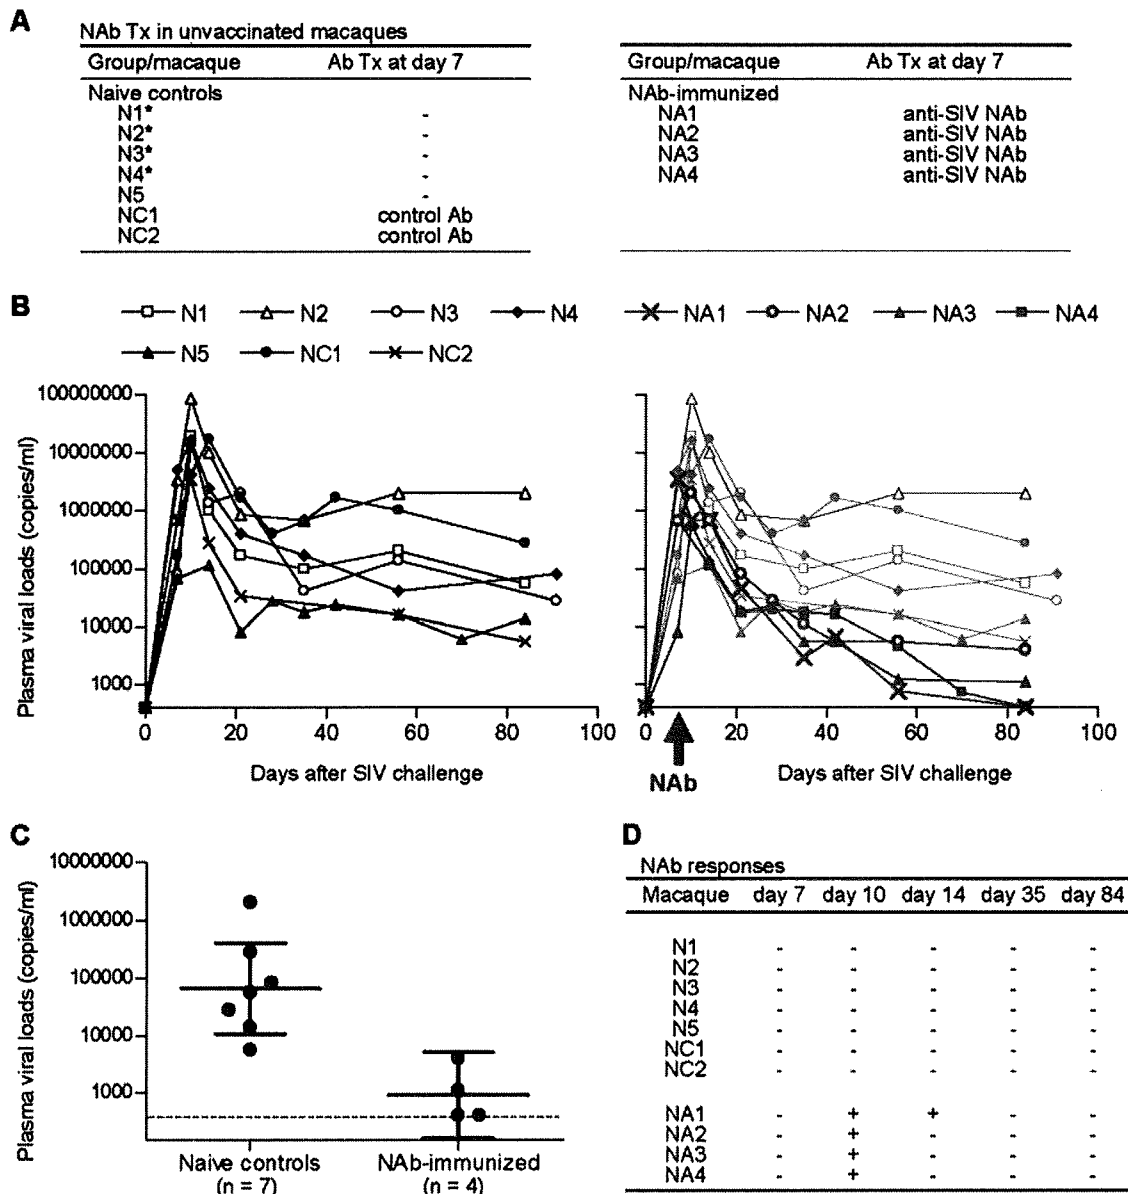 A
NAb Tx in unvaccinated macaques
Group/macaque Ab Tx at day 7
Naive controls
N1* -
N2* -
N3* -
N4* -
N5 -
NC1 control Ab
NC2 control Ab
Group/macaque Ab Tx at day 7
NAb-immunized
NA1 anti-SIV NAb
NA2 anti-SIV NAb
NA3 anti-SIV NAb
NA4 anti-SIV NAb
B
N1 N2 N3 N4 NA1 NA2 NA3 NA4
N5 NC1 NC2
Plasma viral loads (copies/ml)
100000000
10000000
1000000
100000
10000
1000
0 20 40 60 80 100
Days after SIV challenge
0 20 40 60 80 100
NAb
Days after SIV challenge
C
Plasma viral loads (copies/ml)
10000000
1000000
100000
10000
1000
Naive controls NAb-immunized
(n = 7) (n = 4)
D
NAb responses
Macaque day 7 day 10 day 14 day 35 day 84
N1 - - - - -
N2 - - - - -
N3 - - - - -
N4 - - - - -
N5 - - - - -
NC1 - - - - -
NC2 - - - - -
NA1 - + + - -
NA2 - + - - -
NA3 - + - - -
NA4 - + - - -